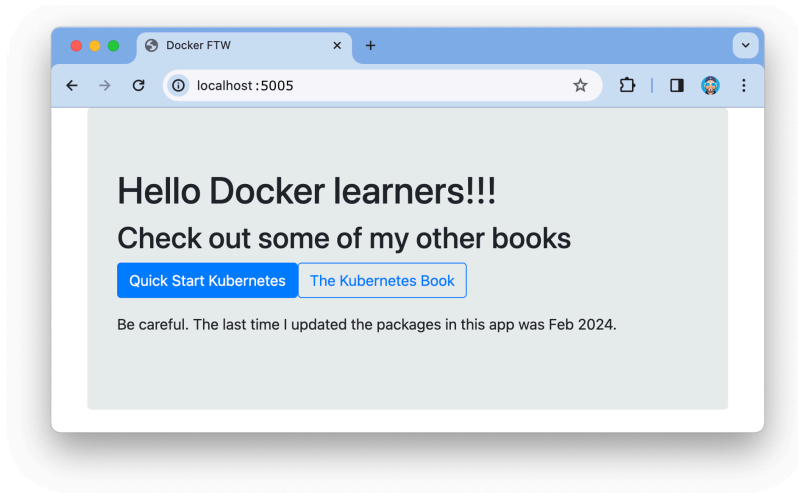 Docker FTW
localhost:5005
Hello Docker learners!!!
Check out some of my other books
Quick Start Kubernetes The Kubernetes Book
Be careful. The last time I updated the packages in this app was Feb 2024.